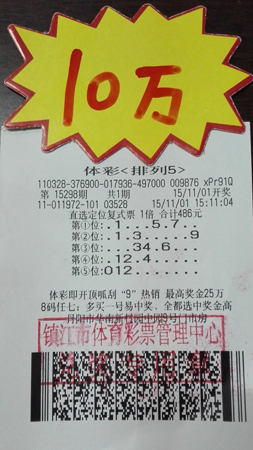 10万
体彩<排列5>
110328-376900-017936-497000 009876 xPr91Q
第 15298期 共1期 15/11/01开奖
11-011972-101 03528 15/11/01 15:11:04
直选定位复式票 1倍 合计486元
第①位:. 1. . . 5. 7. .
第②位:. 1. 3. . . . . 9
第③位:. . . 34. 6. . .
第④位:. 12. 4. . . . .
第⑤位:012. . . . . . .
体彩即开顶呱刮 “9” 热销 最高奖金25万
8码任七:多买一号易中奖、全都选中奖金高
镇江市体育彩票管理中心